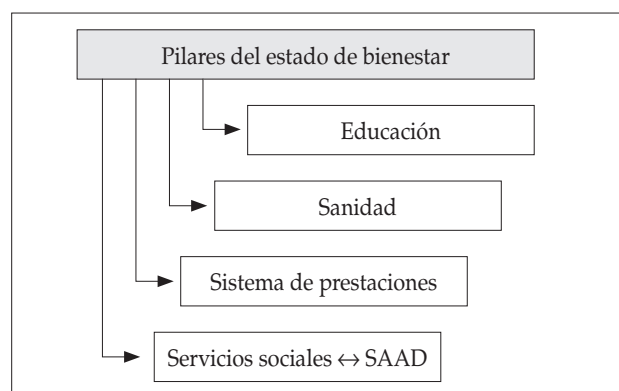 Pilares del estado de bienestar
Educación
Sanidad
Sistema de prestaciones
Servicios sociales ↔ SAAD